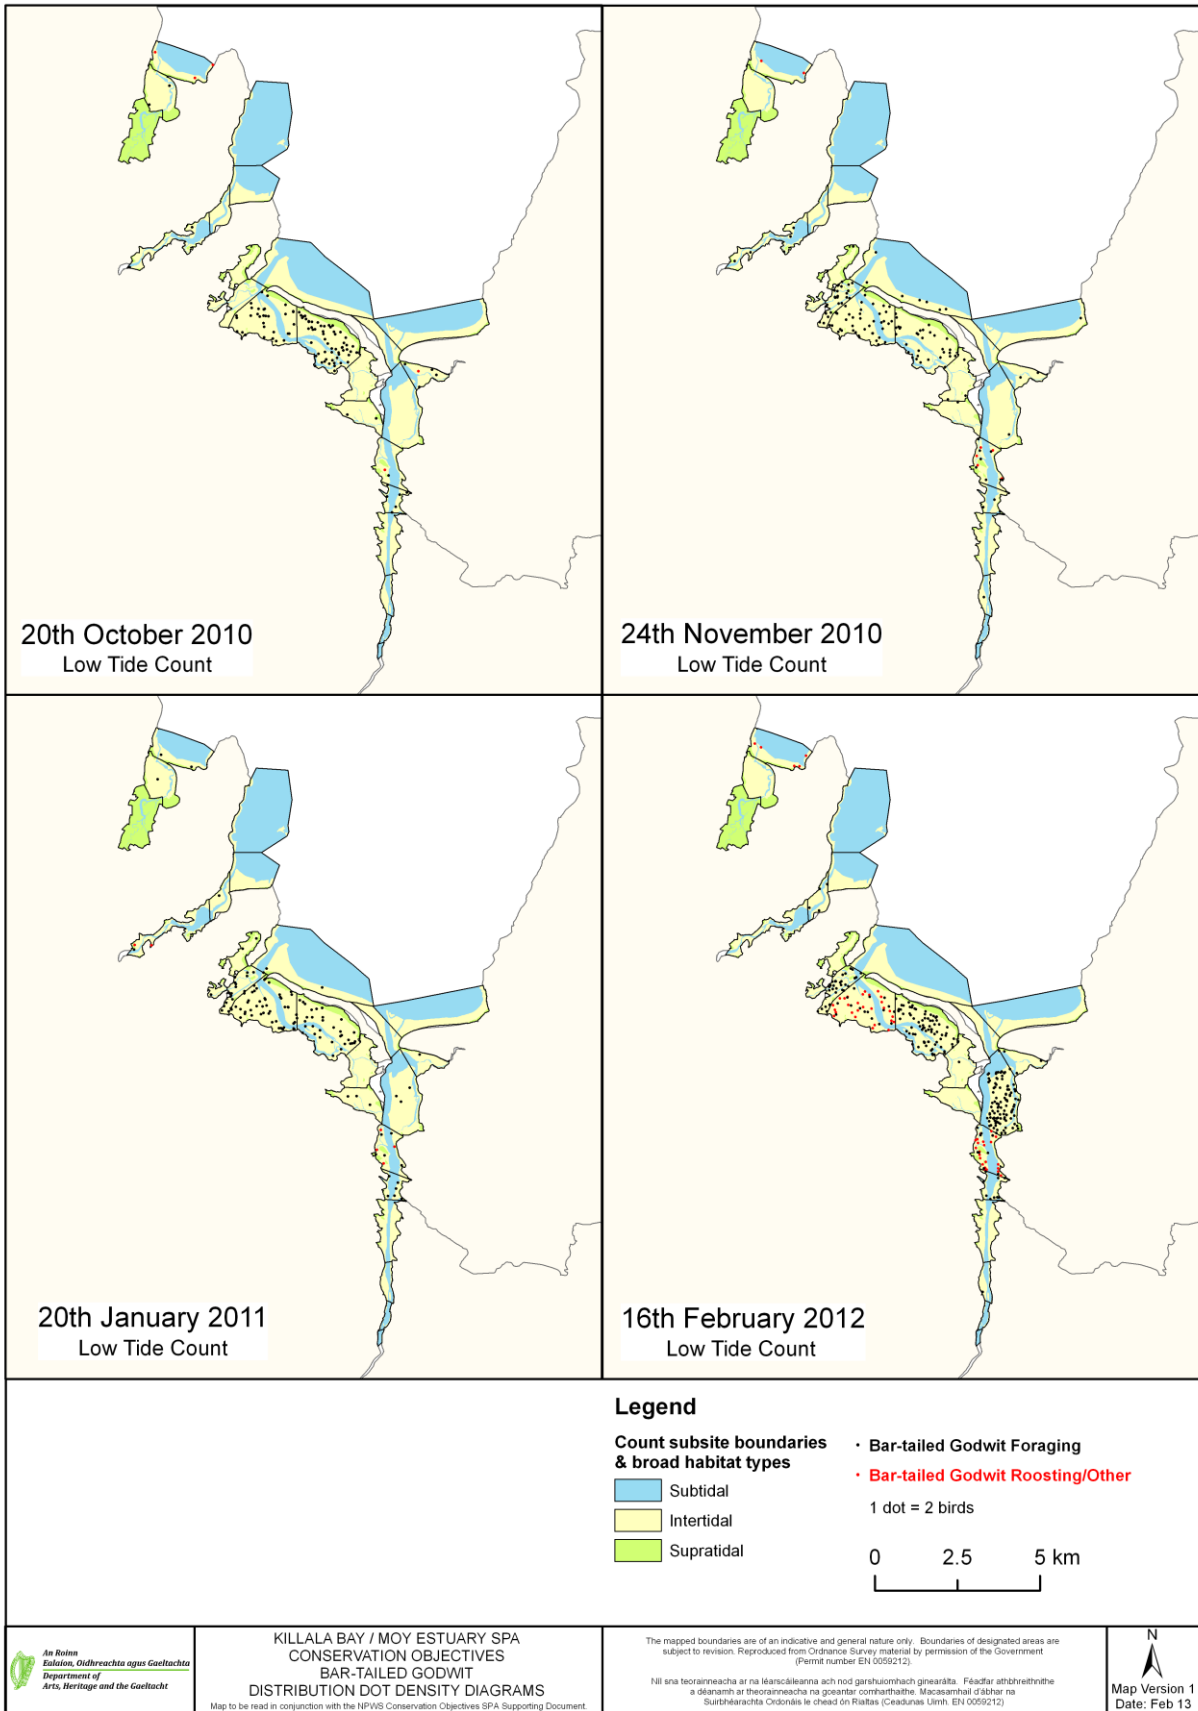 20th October 2010
Low Tide Count
24th November 2010
Low Tide Count
20th January 2011
Low Tide Count
16th February 2012
Low Tide Count
Legend
Count subsite boundaries
& broad habitat types
Subtidal
Intertidal
Supratidal
Bar-tailed Godwit Foraging
Bar-tailed Godwit Roosting/Other
1 dot = 2 birds
0 2.5 5 km
An Roinn
Ealaíon, Oidhreachta agus Gaeltachta
Department of
Arts, Heritage and the Gaeltacht
KILLALA BAY / MOY ESTUARY SPA
CONSERVATION OBJECTIVES
BAR-TAILED GODWIT
DISTRIBUTION DOT DENSITY DIAGRAMS
Map to be read in conjunction with the NPWS Conservation Objectives SPA Supporting Document.
The mapped boundaries are of an indicative and general nature only. Boundaries of designated areas are
subject to revision. Reproduced from Ordnance Survey material by permission of the Government
(Permit number EN 0059212).
Níl sna teorainneacha ar na léarscáileanna ach nod garshuíomhach ginearálta. Féadfar athbhreithnithe
a déanamh ar theorainneacha na gceantar comharthaithe. Macasamhail d'ábhar na
Suirbhéarachta Ordonáis le chead ón Rialtas (Ceadunas Uimh. EN 0059212)
N
Map Version 1
Date: Feb 13